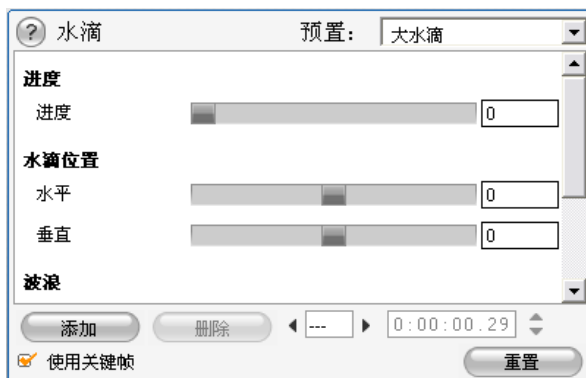 ? 水滴 预置: 大水滴
进度
进度 0
水滴位置
水平 0
垂直 0
波浪
添加 删除 --- 0:00:00.29
使用关键帧 重置